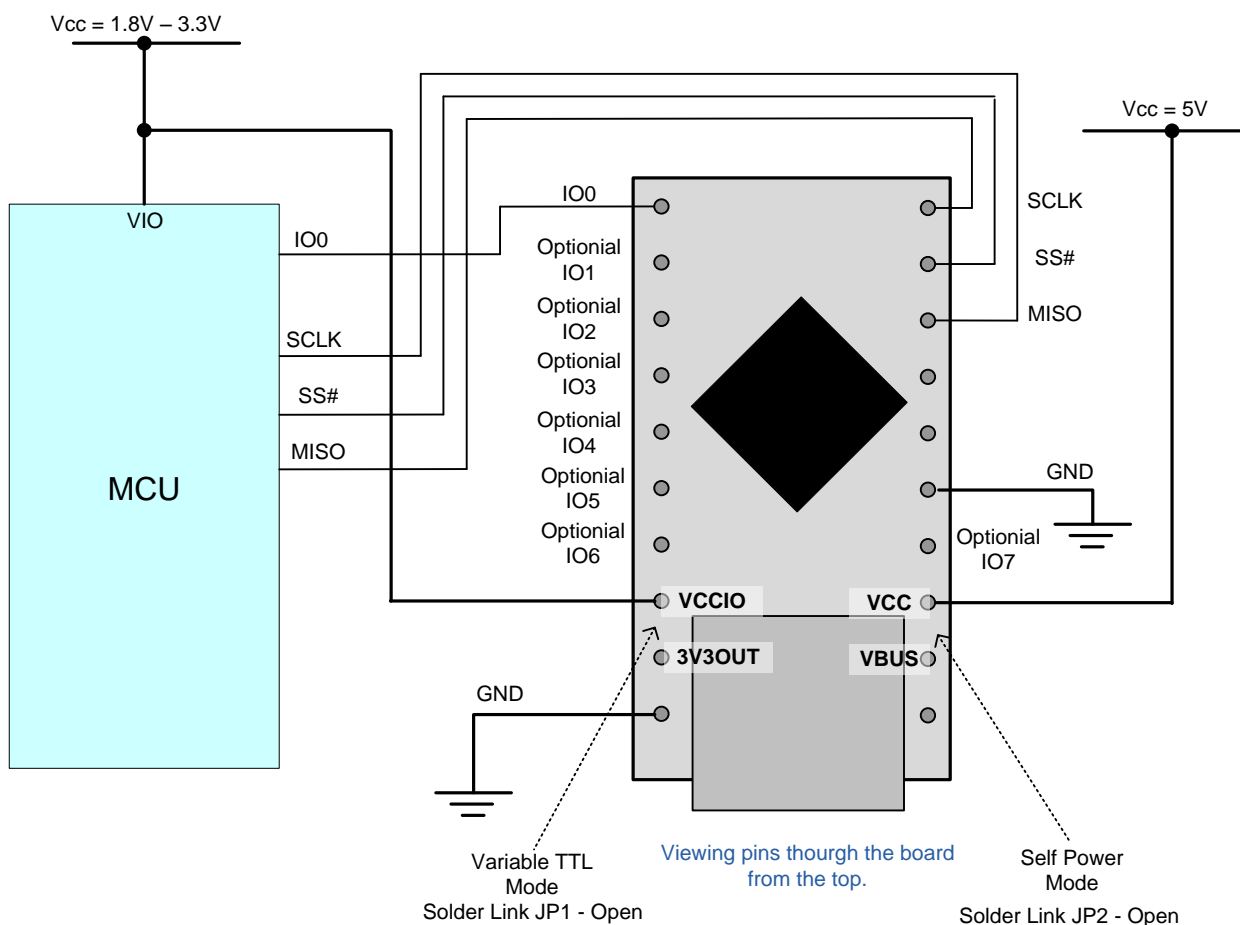 Vcc = 1.8V – 3.3V
Vcc = 5V
VIO
IO0
SCLK
SS#
MISO
MCU
IO0
Optionial
IO1
Optionial
IO2
Optionial
IO3
Optionial
IO4
Optionial
IO5
Optionial
IO6
VCCIO
3V3OUT
GND
SCLK
SS#
MISO
GND
Optionial
IO7
VCC
VBUS
Variable TTL
Mode
Solder Link JP1 - Open
Viewing pins thourgh the board
from the top.
Self Power
Mode
Solder Link JP2 - Open